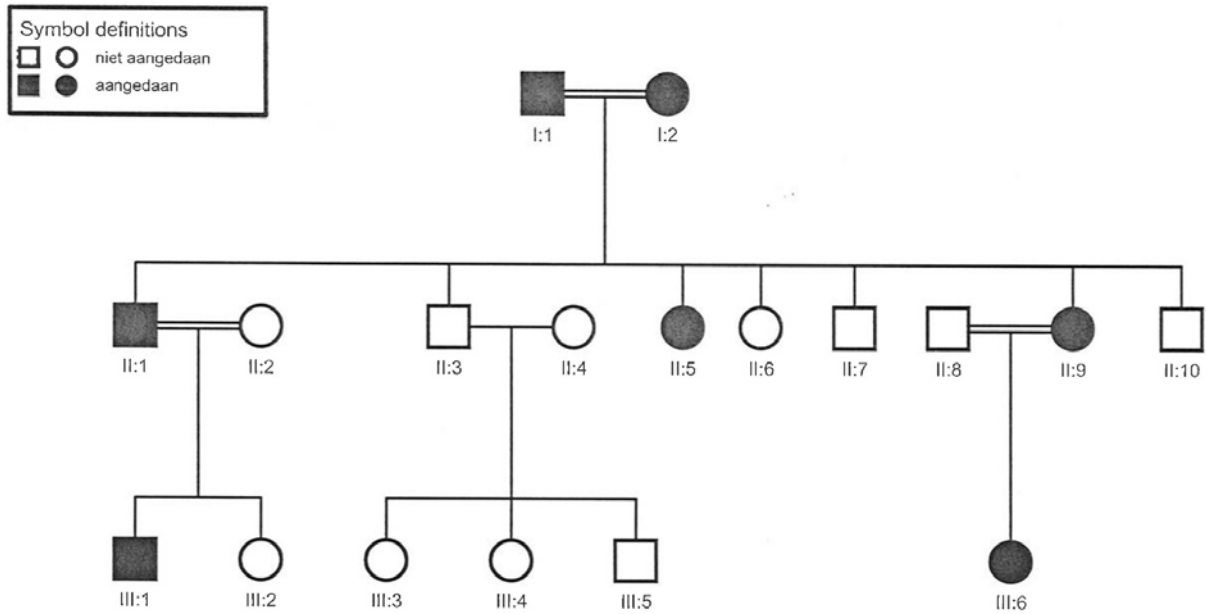 Symbol definitions
niet aangedaan
aangedaan
I:1 I:2
II:1 II:2 II:3 II:4 II:5 II:6 II:7 II:8 II:9 II:10
III:1 III:2 III:3 III:4 III:5 III:6